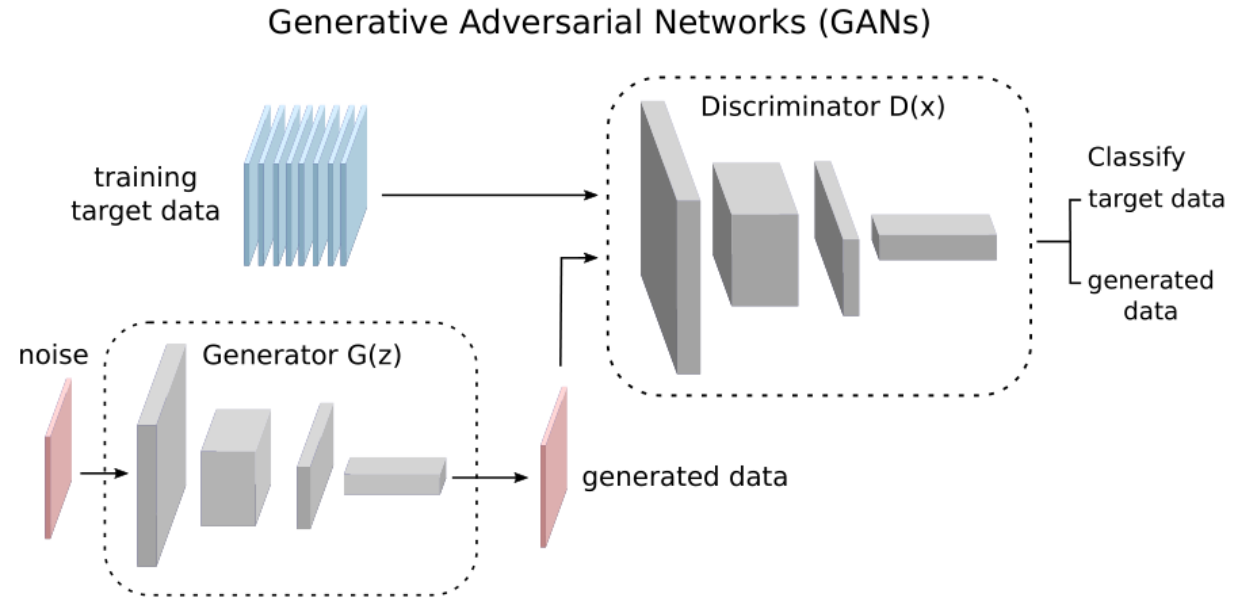 Generative Adversarial Networks (GANs)
Discriminator D(x)
training
target data
Classify
target data
generated
data
noise
Generator G(z)
generated data